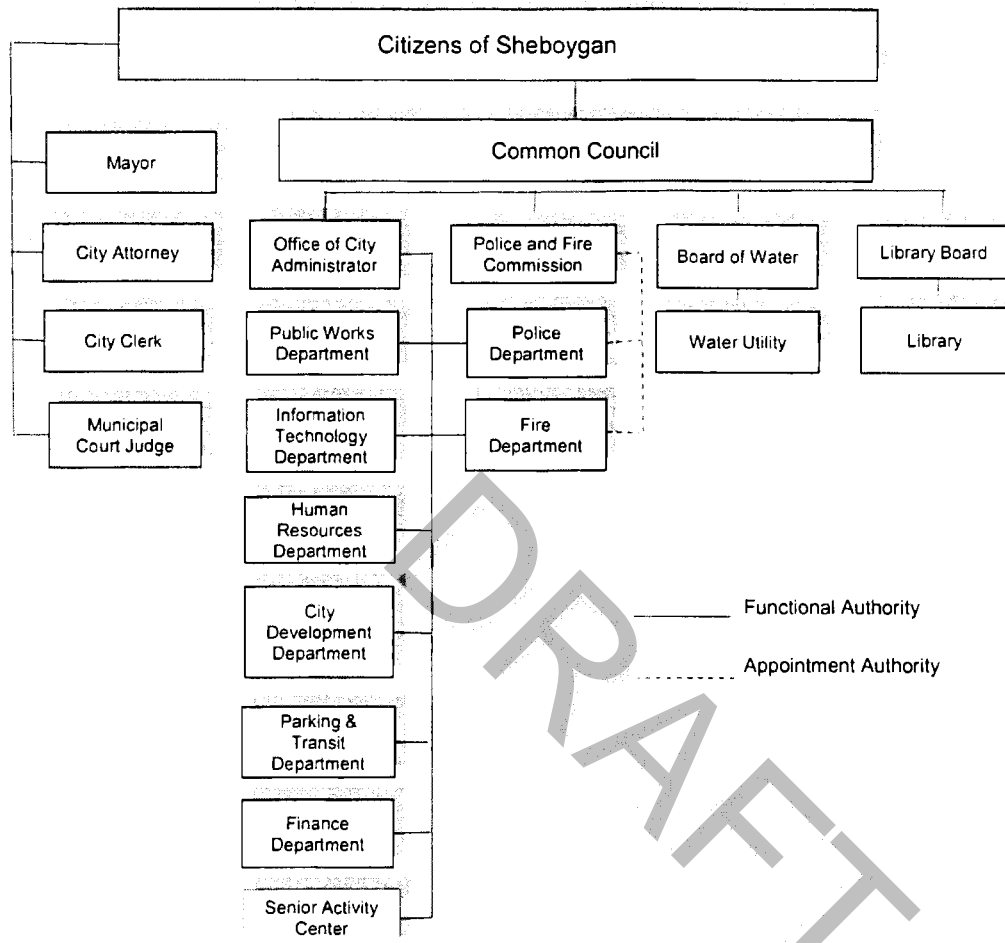 Citizens of Sheboygan
Common Council
Mayor
City Attorney
City Clerk
Municipal
Court Judge
Office of City
Administrator
Police and Fire
Commission
Board of Water
Library Board
Public Works
Department
Police
Department
Water Utility
Library
Information
Technology
Department
Fire
Department
Human
Resources
Department
City
Development
Department
Parking &
Transit
Department
Finance
Department
Senior Activity
Center
Functional Authority
Appointment Authority
DRAFT